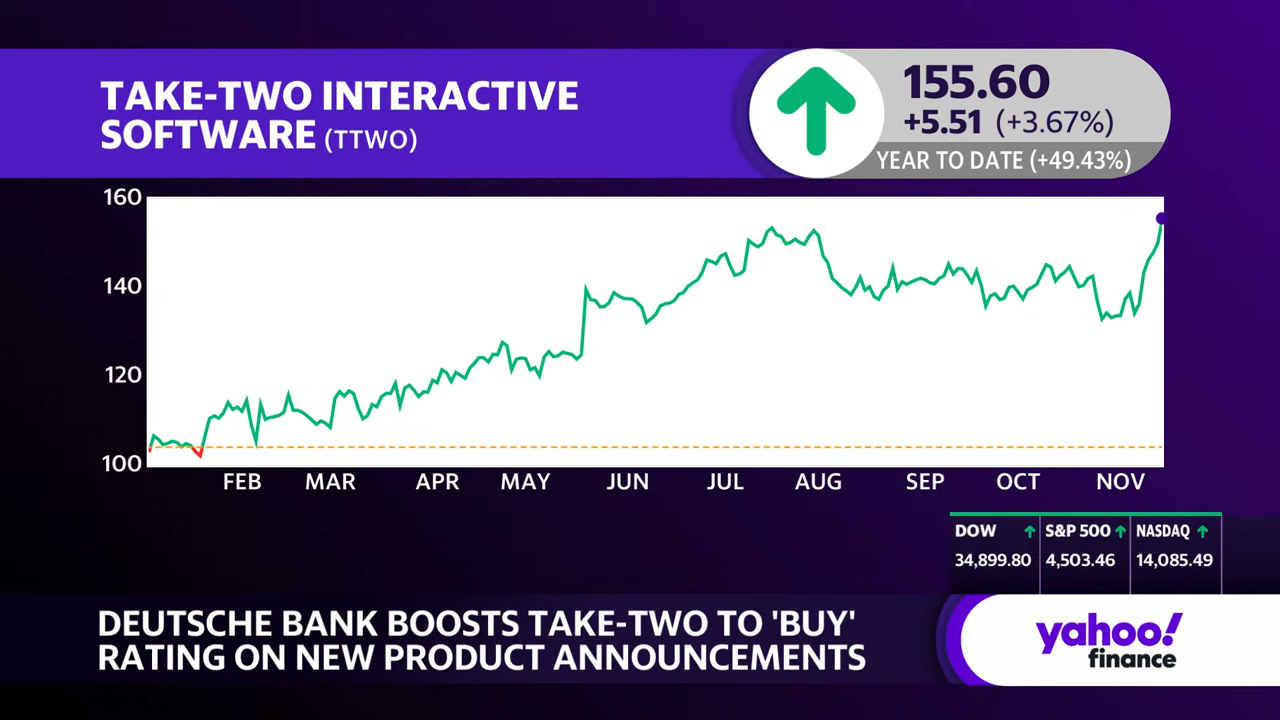 TAKE-TWO INTERACTIVE
SOFTWARE (TTWO)
155.60
+5.51 (+3.67%)
YEAR TO DATE (+49.43%)
160
140
120
100
FEB MAR APR MAY JUN JUL AUG SEP OCT NOV
DOW S&P 500 NASDAQ
34,899.80 4,503.46 14,085.49
DEUTSCHE BANK BOOSTS TAKE-TWO TO 'BUY'
RATING ON NEW PRODUCT ANNOUNCEMENTS
yahoo!
finance